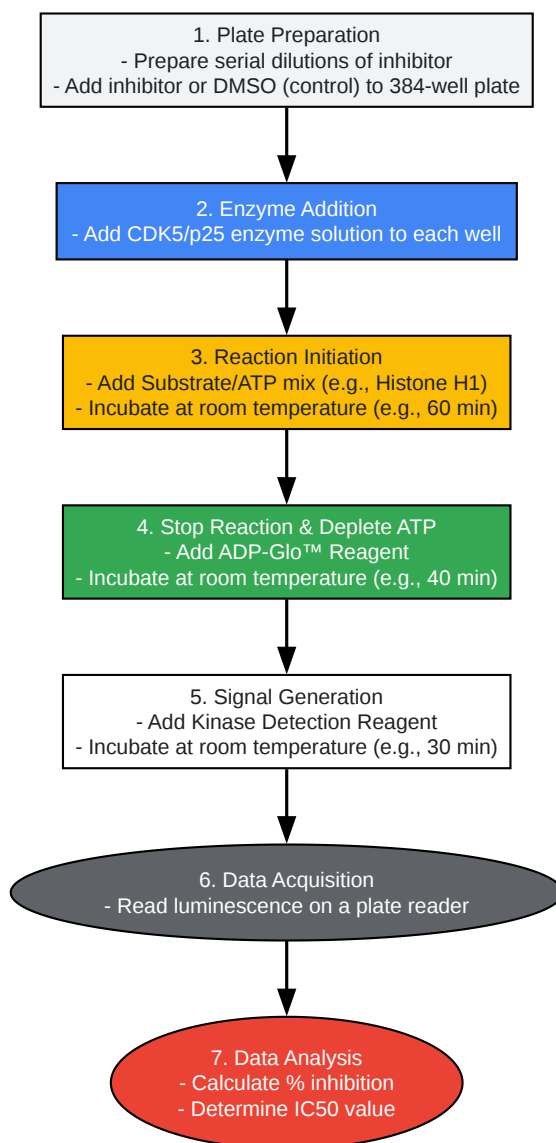 1. Plate Preparation
- Prepare serial dilutions of inhibitor
- Add inhibitor or DMSO (control) to 384-well plate
2. Enzyme Addition
- Add CDK5/p25 enzyme solution to each well
3. Reaction Initiation
- Add Substrate/ATP mix (e.g., Histone H1)
- Incubate at room temperature (e.g., 60 min)
4. Stop Reaction & Deplete ATP
- Add ADP-Glo™ Reagent
- Incubate at room temperature (e.g., 40 min)
5. Signal Generation
- Add Kinase Detection Reagent
- Incubate at room temperature (e.g., 30 min)
6. Data Acquisition
- Read luminescence on a plate reader
7. Data Analysis
- Calculate % inhibition
- Determine IC50 value